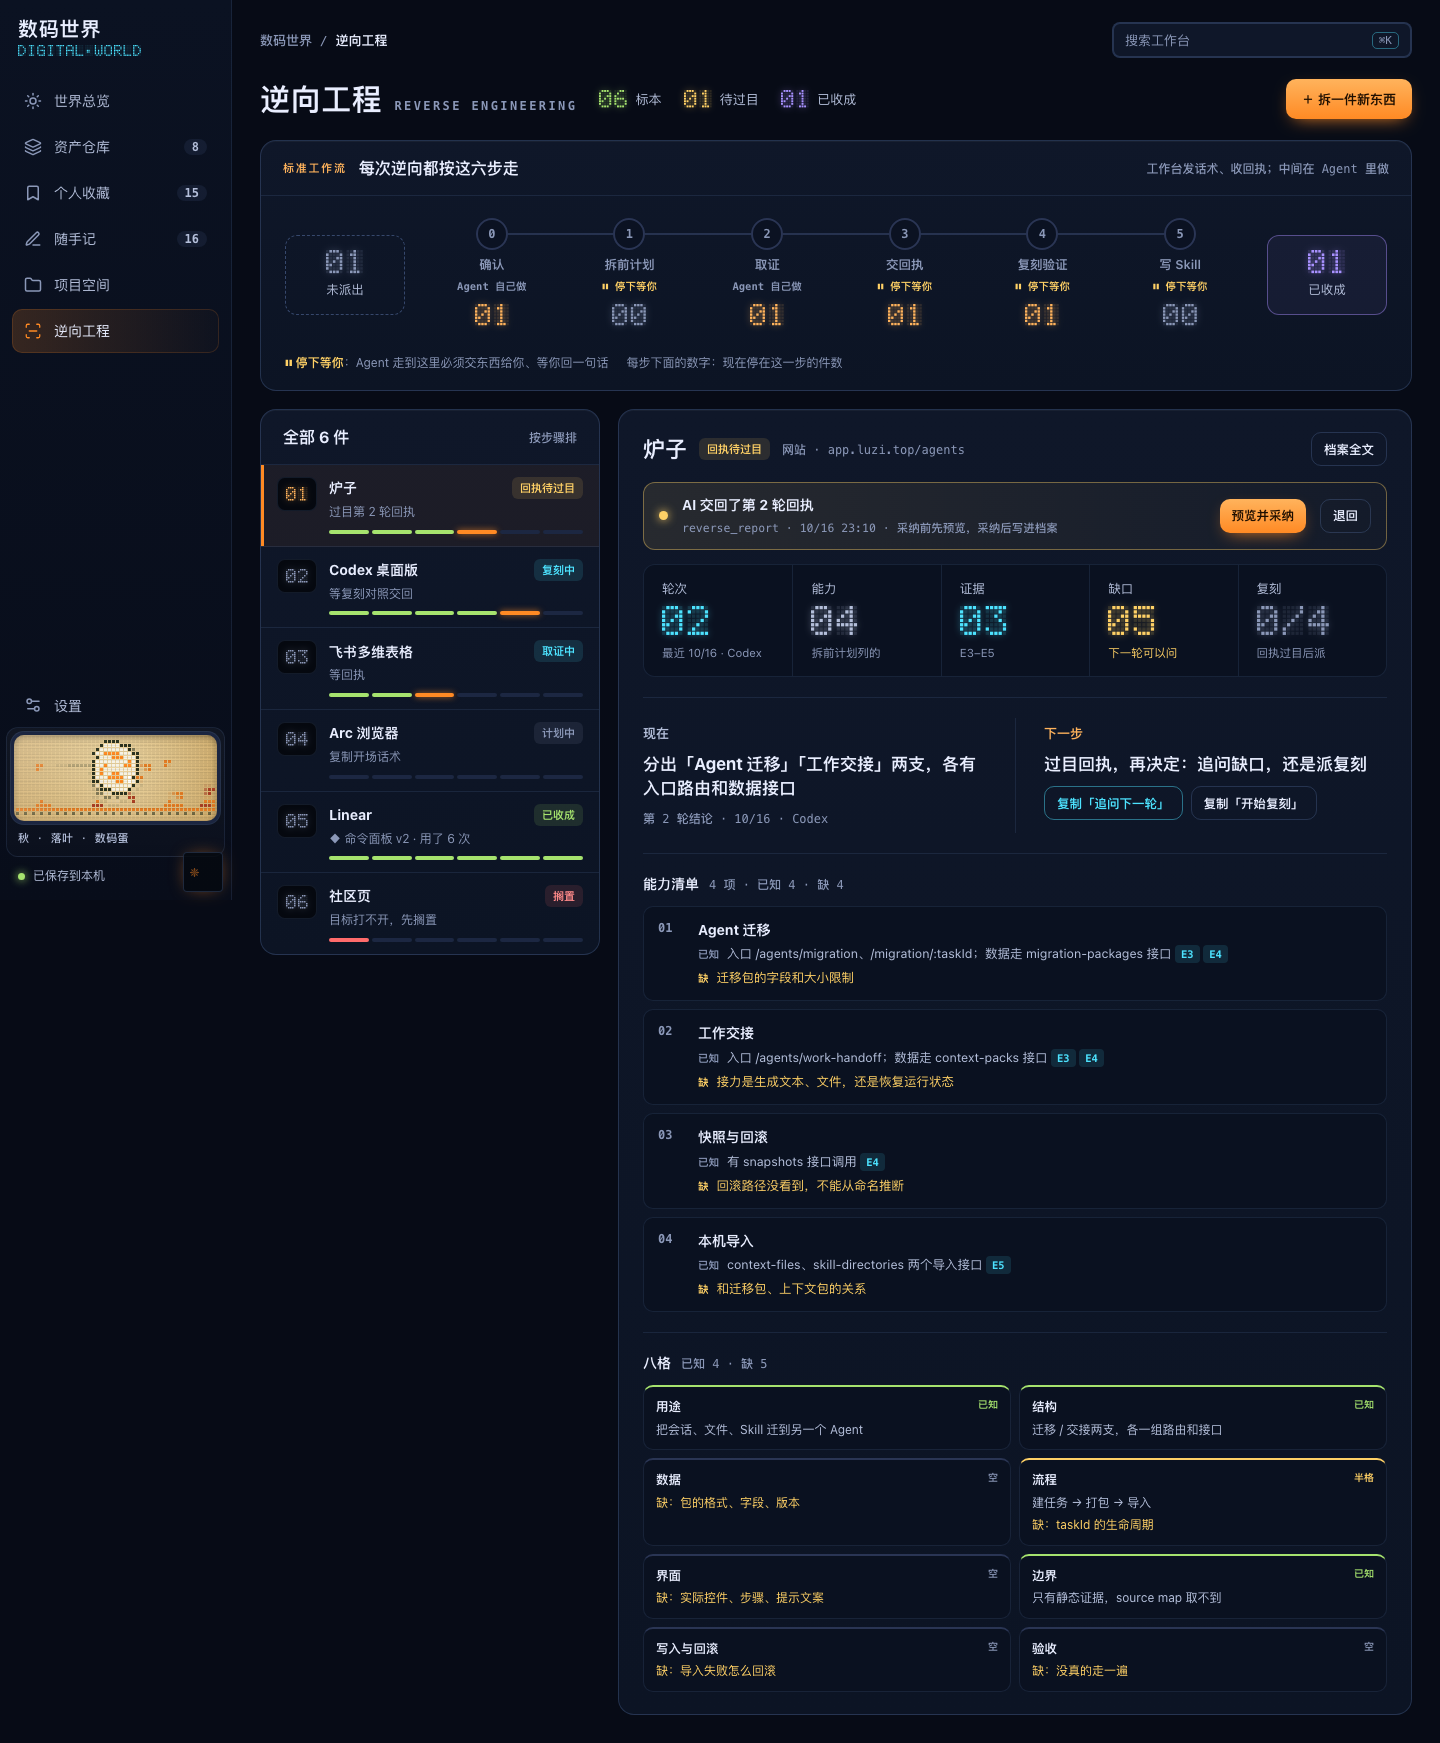 数码世界
DIGITAL·WORLD
世界总览
资产仓库 8
个人收藏 15
随手记 16
项目空间
逆向工程
设置
秋 · 落叶 · 数码蛋
已保存到本机
数码世界 / 逆向工程
搜索工作台 ⌘K
逆向工程 REVERSE ENGINEERING 06 标本 01 待过目 01 已收成
+ 拆一件新东西
标准工作流 每次逆向都按这六步走
工作台发话术、收回执；中间在 Agent 里做
01
未派出
0
确认
Agent 自己做
01
1
拆前计划
停下等你
00
2
取证
Agent 自己做
01
3
交回执
停下等你
01
4
复刻验证
停下等你
01
5
写 Skill
停下等你
00
01
已收成
停下等你：Agent 走到这里必须交东西给你、等你回一句话 每步下面的数字：现在停在这一步的件数
全部 6 件 按步骤排
01 炉子 回执待过目
过目第 2 轮回执
02 Codex 桌面版 复刻中
等复刻对照交回
03 飞书多维表格 取证中
等回执
04 Arc 浏览器 计划中
复制开场话术
05 Linear 已收成
◆ 命令面板 v2 · 用了 6 次
06 社区页 搁置
目标打不开，先搁置
炉子 回执待过目 网站 · app.luzi.top/agents 档案全文
AI 交回了第 2 轮回执
reverse_report · 10/16 23:10 · 采纳前先预览，采纳后写进档案
预览并采纳 退回
轮次
02
最近 10/16 · Codex
能力
04
拆前计划列的
证据
03
E3–E5
缺口
05
下一轮可以问
复刻
0/4
回执过目后派
现在
分出「Agent 迁移」「工作交接」两支，各有
入口路由和数据接口
第 2 轮结论 · 10/16 · Codex
下一步
过目回执，再决定：追问缺口，还是派复刻
复制「追问下一轮」 复制「开始复刻」
能力清单 4 项 · 已知 4 · 缺 4
01 Agent 迁移
已知 入口 /agents/migration、/migration/:taskId；数据走 migration-packages 接口 E3 E4
缺 迁移包的字段和大小限制
02 工作交接
已知 入口 /agents/work-handoff；数据走 context-packs 接口 E3 E4
缺 接力是生成文本、文件，还是恢复运行状态
03 快照与回滚
已知 有 snapshots 接口调用 E4
缺 回滚路径没看到，不能从命名推断
04 本机导入
已知 context-files、skill-directories 两个导入接口 E5
缺 和迁移包、上下文包的关系
八格 已知 4 · 缺 5
用途 已知
把会话、文件、Skill 迁到另一个 Agent
结构 已知
迁移 / 交接两支，各一组路由和接口
数据 空
缺：包的格式、字段、版本
流程 半格
建任务 → 打包 → 导入
缺：taskId 的生命周期
界面 空
缺：实际控件、步骤、提示文案
边界 已知
只有静态证据，source map 取不到
写入与回滚 空
缺：导入失败怎么回滚
验收 空
缺：没真的走一遍